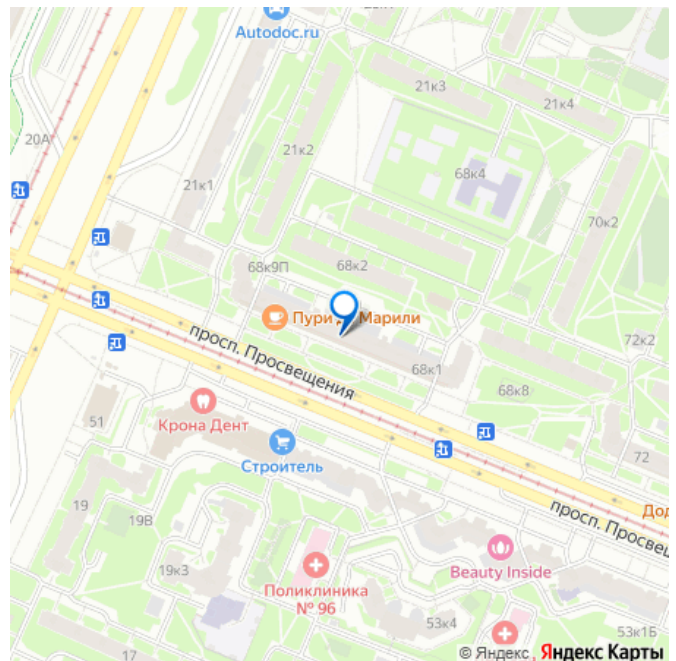 Autodoc.ru
21к3
21к4
20А
21к2
68к4
21к1
70к2
68к9П
68к2
Пури
Марили
72к2
просп. Просвещения
68к1
68к8
51
Крона Дент
Строитель
72
19
19В
Дод
просп. Просвещ
19к3
Beauty Inside
Поликлиника
№ 96
53к4
53к1Б
17
© Яндекс Яндекс Карты